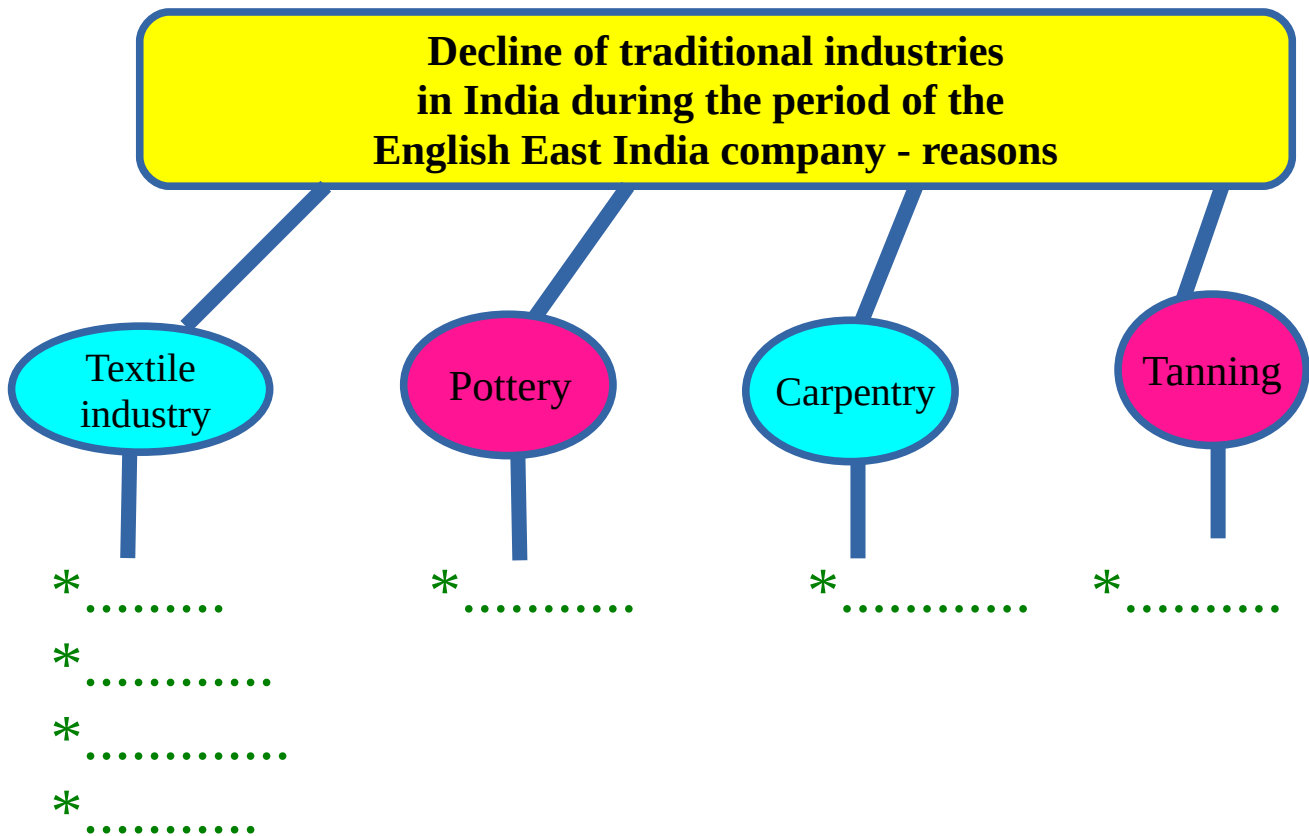 Decline of traditional industries
in India during the period of the
English East India company - reasons
Textile
industry
Pottery
Carpentry
Tanning
*.........
*............
*.............
*...........
*...........
*............
*..........